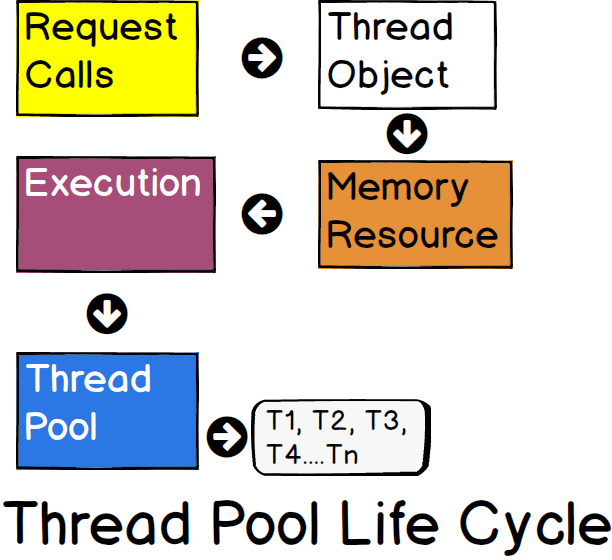 Request
Calls
Thread
Object
Execution
Memory
Resource
Thread
Pool
T1, T2, T3,
T4....Tn
Thread Pool Life Cycle